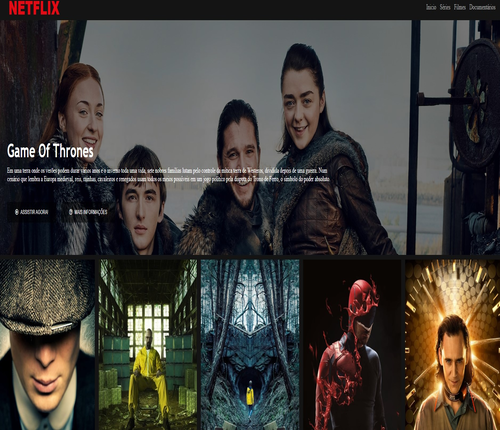 NETFLIX
Início Séries Filmes Documentários
Game Of Thrones
Em uma terra onde os verões podem durar vários anos e o inverno toda uma vida, sete nobres famílias lutam pelo controle da mítica terra de Westeros, dividida depois de uma guerra. Num
cenário que lembra a Europa medieval, reis, rainhas, cavaleiros e renegados usam todos os meios possíveis em um jogo político pela disputa do Trono de Ferro, o símbolo do poder absoluto.
ASSISTIR AGORA! MAIS INFORMAÇÕES